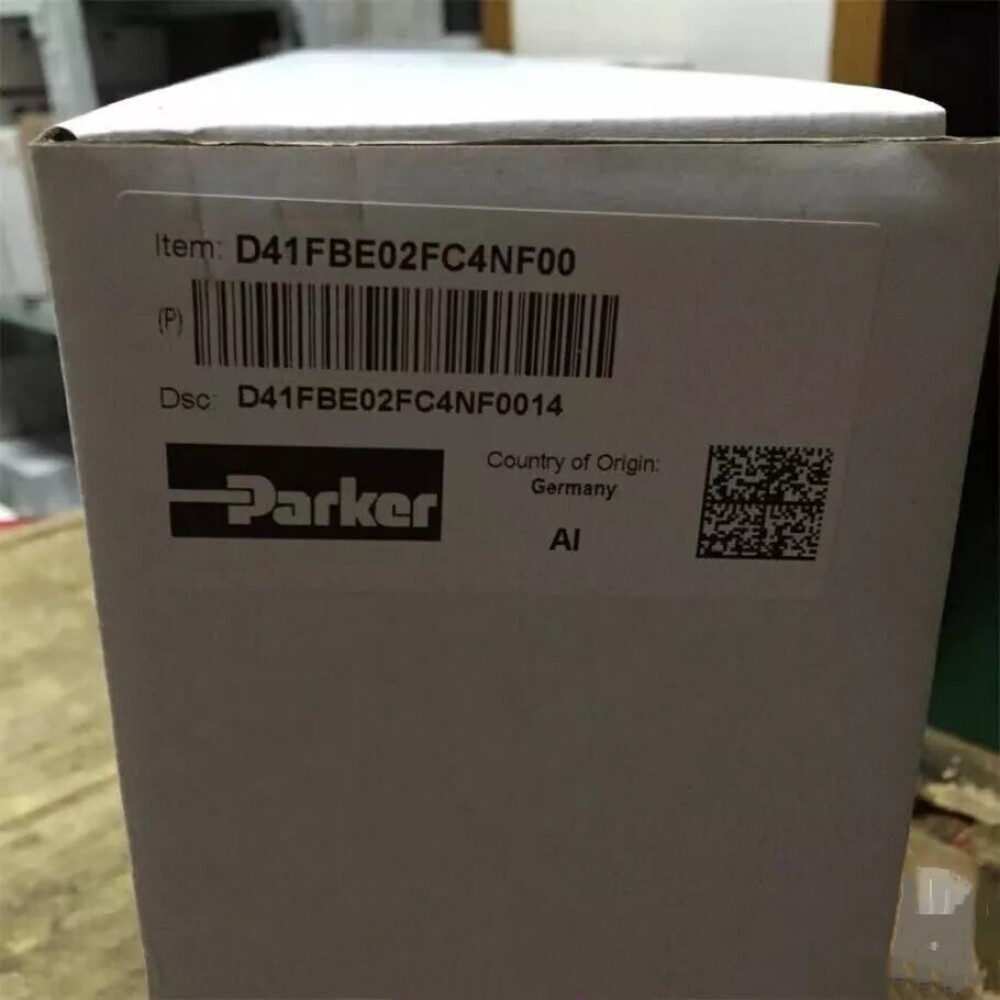 Item: D41FBE02FC4NF00
(P)
Dsc: D41FBE02FC4NF0014
Parker
Country of Origin:
Germany
AI